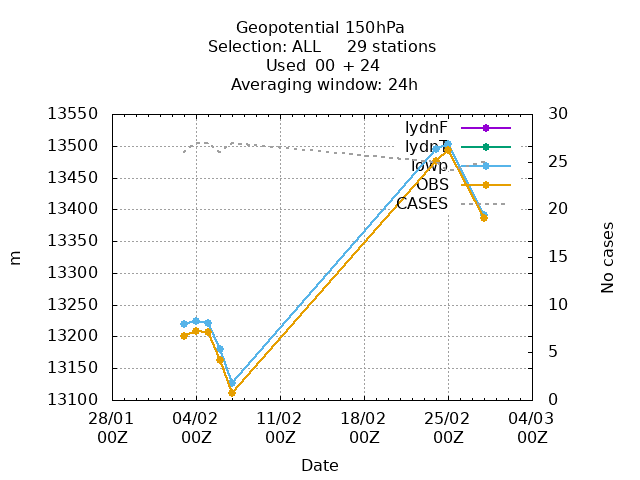 Geopotential 150hPa
Selection: ALL     29 stations
Used  00 + 24
Averaging window: 24h
13550
13500
13450
13400
13350
13300
13250
13200
13150
13100
30
25
20
15
10
5
0
lydnF
lydnT
iowp
OBS
CASES
m
No cases
28/01 04/02 11/02 18/02 25/02 04/03
00Z 00Z 00Z 00Z 00Z 00Z
Date